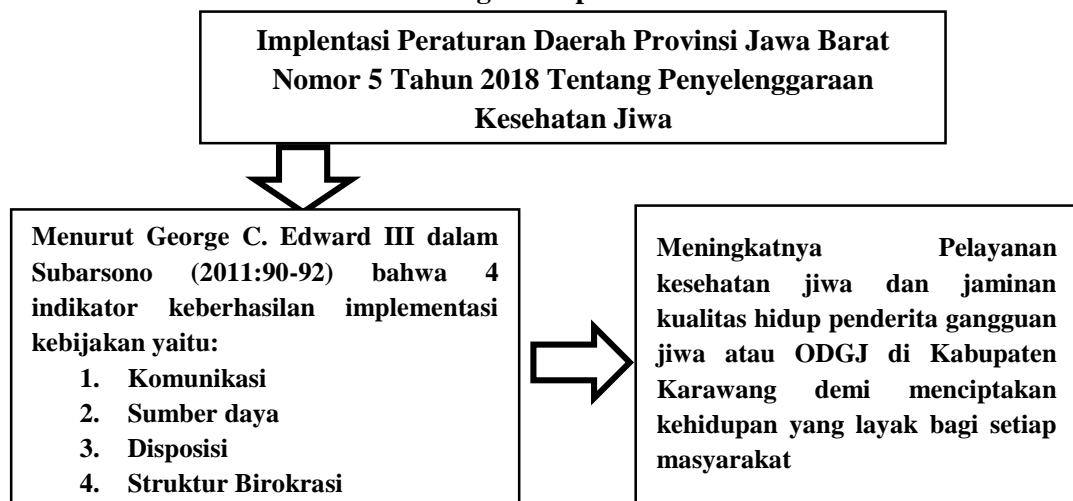 Implentasi Peraturan Daerah Provinsi Jawa Barat
Nomor 5 Tahun 2018 Tentang Penyelenggaraan
Kesehatan Jiwa
Menurut George C. Edward III dalam
Subarsono (2011:90-92) bahwa 4
indikator keberhasilan implementasi
kebijakan yaitu:
1. Komunikasi
2. Sumber daya
3. Disposisi
4. Struktur Birokrasi
Meningkatnya Pelayanan
kesehatan jiwa dan jaminan
kualitas hidup penderita gangguan
jiwa atau ODGJ di Kabupaten
Karawang demi menciptakan
kehidupan yang layak bagi setiap
masyarakat